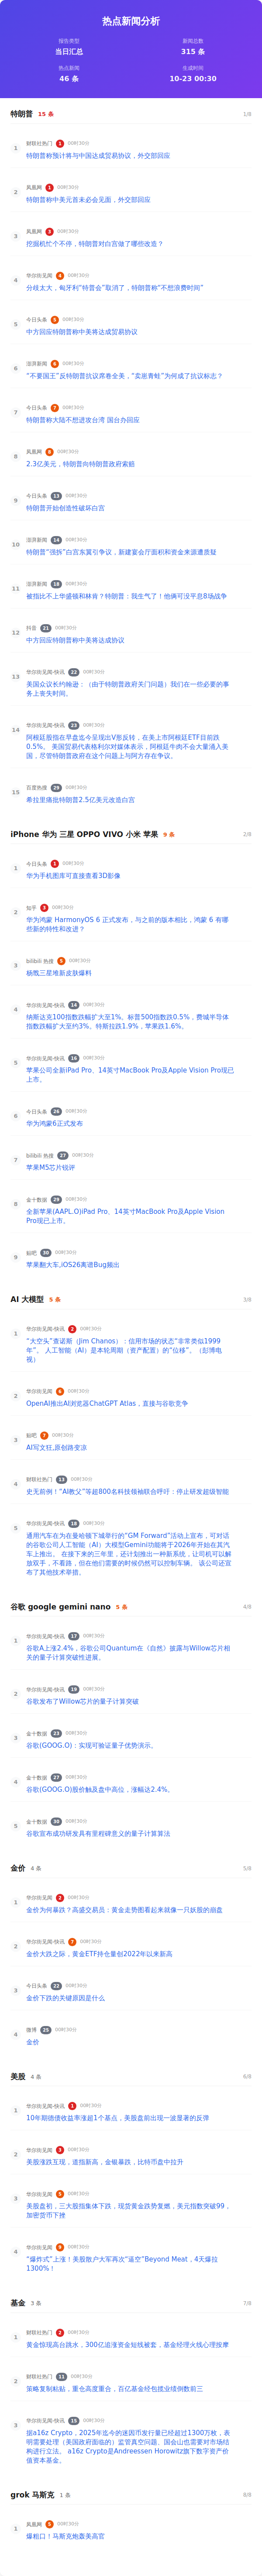 热点新闻分析
报告类型
当日汇总
新闻总数
315 条
热点新闻
46 条
生成时间
10-23 00:30
特朗普 15 条 1/8
1
财联社热门 1 00时30分
特朗普称预计将与中国达成贸易协议，外交部回应
2
凤凰网 1 00时30分
特朗普称中美元首未必会见面，外交部回应
3
凤凰网 3 00时30分
挖掘机忙个不停，特朗普对白宫做了哪些改造？
4
华尔街见闻 4 00时30分
分歧太大，匈牙利“特普会”取消了，特朗普称“不想浪费时间”
5
今日头条 5 00时30分
中方回应特朗普称中美将达成贸易协议
6
澎湃新闻 6 00时30分
“不要国王”反特朗普抗议席卷全美，“卖崽青蛙”为何成了抗议标志？
7
今日头条 7 00时30分
特朗普称大陆不想进攻台湾 国台办回应
8
凤凰网 8 00时30分
2.3亿美元，特朗普向特朗普政府索赔
9
今日头条 13 00时30分
特朗普开始创造性破坏白宫
10
澎湃新闻 14 00时30分
特朗普“强拆”白宫东翼引争议，新建宴会厅面积和资金来源遭质疑
11
澎湃新闻 18 00时30分
被指比不上华盛顿和林肯？特朗普：我生气了！他俩可没平息8场战争
12
抖音 21 00时30分
中方回应特朗普称中美将达成协议
13
华尔街见闻-快讯 22 00时30分
美国众议长约翰逊：（由于特朗普政府关门问题）我们在一些必要的事
务上丧失时间。
14
华尔街见闻-快讯 23 00时30分
阿根廷股指在早盘迄今呈现出V形反转，在美上市阿根廷ETF目前跌
0.5%。 美国贸易代表格利尔对媒体表示，阿根廷牛肉不会大量涌入美
国，尽管特朗普政府在这个问题上与阿方存在争议。
15
百度热搜 29 00时30分
希拉里痛批特朗普2.5亿美元改造白宫
iPhone 华为 三星 OPPO VIVO 小米 苹果 9 条 2/8
1
今日头条 1 00时30分
华为手机图库可直接查看3D影像
2
知乎 3 00时30分
华为鸿蒙 HarmonyOS 6 正式发布，与之前的版本相比，鸿蒙 6 有哪
些新的特性和改进？
3
bilibili 热搜 5 00时30分
杨戬三星堆新皮肤爆料
4
华尔街见闻-快讯 14 00时30分
纳斯达克100指数跌幅扩大至1%。标普500指数跌0.5%，费城半导体
指数跌幅扩大至约3%。特斯拉跌1.9%，苹果跌1.6%。
5
华尔街见闻-快讯 16 00时30分
苹果公司全新iPad Pro、14英寸MacBook Pro及Apple Vision Pro现已
上市。
6
今日头条 26 00时30分
华为鸿蒙6正式发布
7
bilibili 热搜 27 00时30分
苹果M5芯片锐评
8
金十数据 29 00时30分
全新苹果(AAPL.O)iPad Pro、14英寸MacBook Pro及Apple Vision
Pro现已上市。
9
贴吧 30 00时30分
苹果翻大车,iOS26离谱Bug频出
AI 大模型 5 条 3/8
1
华尔街见闻-快讯 2 00时30分
“大空头”查诺斯（Jim Chanos）：信用市场的状态“非常类似1999
年”。 人工智能（AI）是本轮周期（资产配置）的“位移”。（彭博电
视）
2
华尔街见闻 6 00时30分
OpenAI推出AI浏览器ChatGPT Atlas，直接与谷歌竞争
3
贴吧 7 00时30分
AI写文狂,原创路变凉
4
财联社热门 11 00时30分
史无前例！“AI教父”等超800名科技领袖联合呼吁：停止研发超级智能
5
华尔街见闻-快讯 18 00时30分
通用汽车在为在曼顿下城举行的“GM Forward”活动上宣布，可对话
的谷歌公司人工智能（AI）大模型Gemini功能将于2026年开始在其汽
车上推出。 在接下来的三年里，还计划推出一种新系统，让司机可以解
放双手，不看路，但在他们需要的时候仍然可以控制车辆。 该公司还宣
布了其他技术举措。
谷歌 google gemini nano 5 条 4/8
1
华尔街见闻-快讯 17 00时30分
谷歌A上涨2.4%，谷歌公司Quantum在《自然》披露与Willow芯片相
关的量子计算突破性进展。
2
华尔街见闻-快讯 19 00时30分
谷歌发布了Willow芯片的量子计算突破
3
金十数据 23 00时30分
谷歌(GOOG.O)：实现可验证量子优势演示。
4
金十数据 27 00时30分
谷歌(GOOG.O)股价触及盘中高位，涨幅达2.4%。
5
金十数据 30 00时30分
谷歌宣布成功研发具有里程碑意义的量子计算算法
金价 4 条 5/8
1
华尔街见闻 2 00时30分
金价为何暴跌？高盛交易员：黄金走势图看起来就像一只妖股的崩盘
2
华尔街见闻 7 00时30分
金价大跌之际，黄金ETF持仓量创2022年以来新高
3
今日头条 22 00时30分
金价下跌的关键原因是什么
4
微博 25 00时30分
金价
美股 4 条 6/8
1
华尔街见闻-快讯 1 00时30分
10年期德债收益率涨超1个基点，美股盘前出现一波显著的反弹
2
华尔街见闻 3 00时30分
美股涨跌互现，道指新高，金银暴跌，比特币盘中拉升
3
华尔街见闻 5 00时30分
美股盘初，三大股指集体下跌，现货黄金跌势复燃，美元指数突破99，
加密货币下挫
4
华尔街见闻 9 00时30分
“爆炸式”上涨！美股散户大军再次“逼空”Beyond Meat，4天爆拉
1300%！
基金 3 条 7/8
1
财联社热门 2 00时30分
黄金惊现高台跳水，300亿追涨资金短线被套，基金经理火线心理按摩
2
财联社热门 11 00时30分
策略复制粘贴，重仓高度重合，百亿基金经包揽业绩倒数前三
3
华尔街见闻-快讯 15 00时30分
据a16z Crypto，2025年迄今的迷因币发行量已经超过1300万枚，表
明需要处理（美国政府面临的）监管真空问题、国会山也需要对市场结
构进行立法。 a16z Crypto是Andreessen Horowitz旗下数字资产价
值资本基金。
grok 马斯克 1 条 8/8
1
凤凰网 5 00时30分
爆粗口！马斯克炮轰美高官